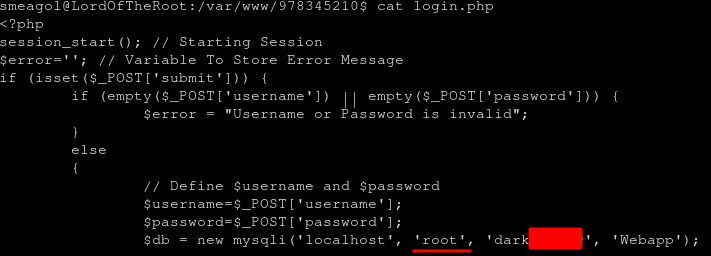 smeagol@LordOfTheRoot:/var/www/978345210$ cat login.php
<?php
session_start(); // Starting Session
$error=''; // Variable To Store Error Message
if (isset($_POST['submit'])) {
        if (empty($_POST['username']) || empty($_POST['password'])) {
                $error = "Username or Password is invalid";
        }
        else
        {
                // Define $username and $password
                $username=$_POST['username'];
                $password=$_POST['password'];
                $db = new mysqli('localhost', 'root', 'dark', 'Webapp');